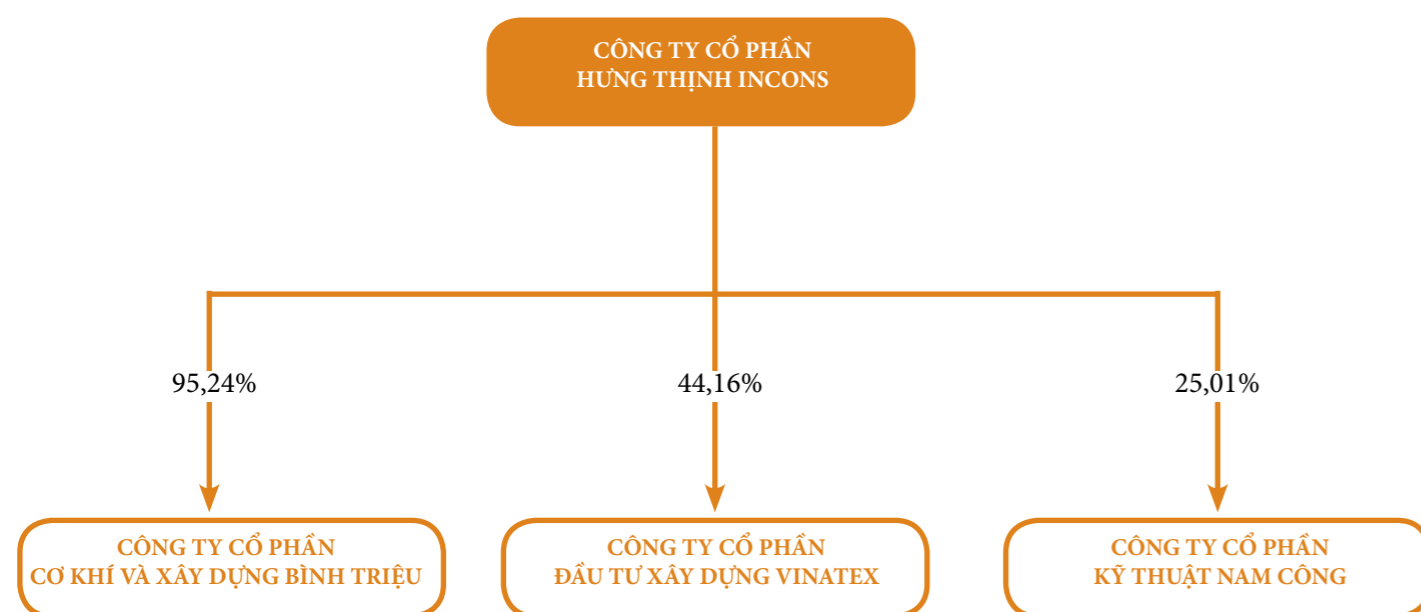 CÔNG TY CỔ PHẦN
HƯNG THỊNH INCONS
95,24%
44,16%
25,01%
CÔNG TY CỔ PHẦN
CƠ KHÍ VÀ XÂY DỰNG BÌNH TRIỆU
CÔNG TY CỔ PHẦN
ĐẦU TƯ XÂY DỰNG VINATEX
CÔNG TY CỔ PHẦN
KỸ THUẬT NAM CÔNG